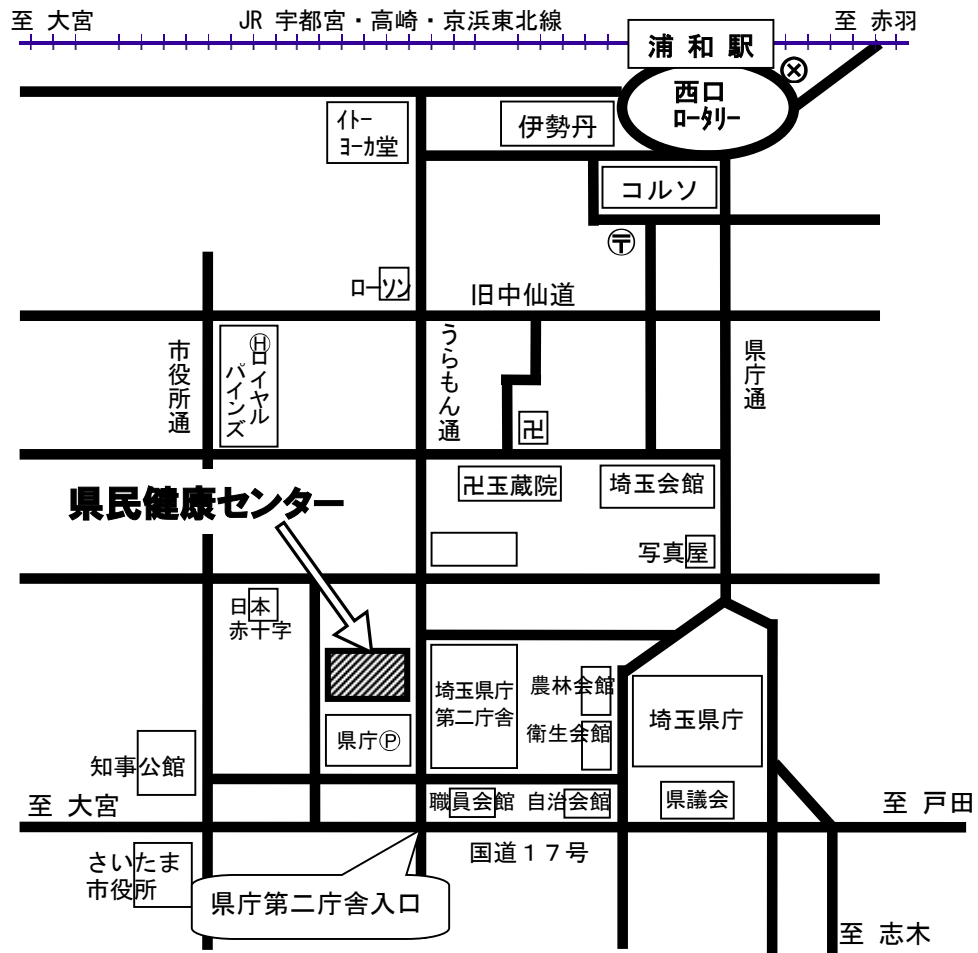 至 大宮
JR 宇都宮・高崎・京浜東北線
至 赤羽
浦 和 駅
西口
ロータリー
イトー
ヨーカ堂
伊勢丹
コルソ
〒
ローソン
旧中仙道
市役所通
Ⓗロイヤル
パインズ
うらもん通
県庁通
卍
卍玉蔵院
埼玉会館
県民健康センター
写真屋
日本
赤十字
埼玉県庁
第二庁舎
農林会館
衛生会館
埼玉県庁
県庁Ⓟ
知事公館
至 大宮
職員会館
自治会館
県議会
至 戸田
国道17号
さいたま
市役所
県庁第二庁舎入口
至 志木